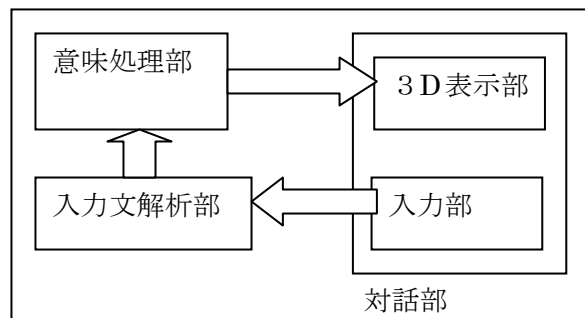 意味処理部
３Ｄ表示部
入力文解析部
入力部
対話部